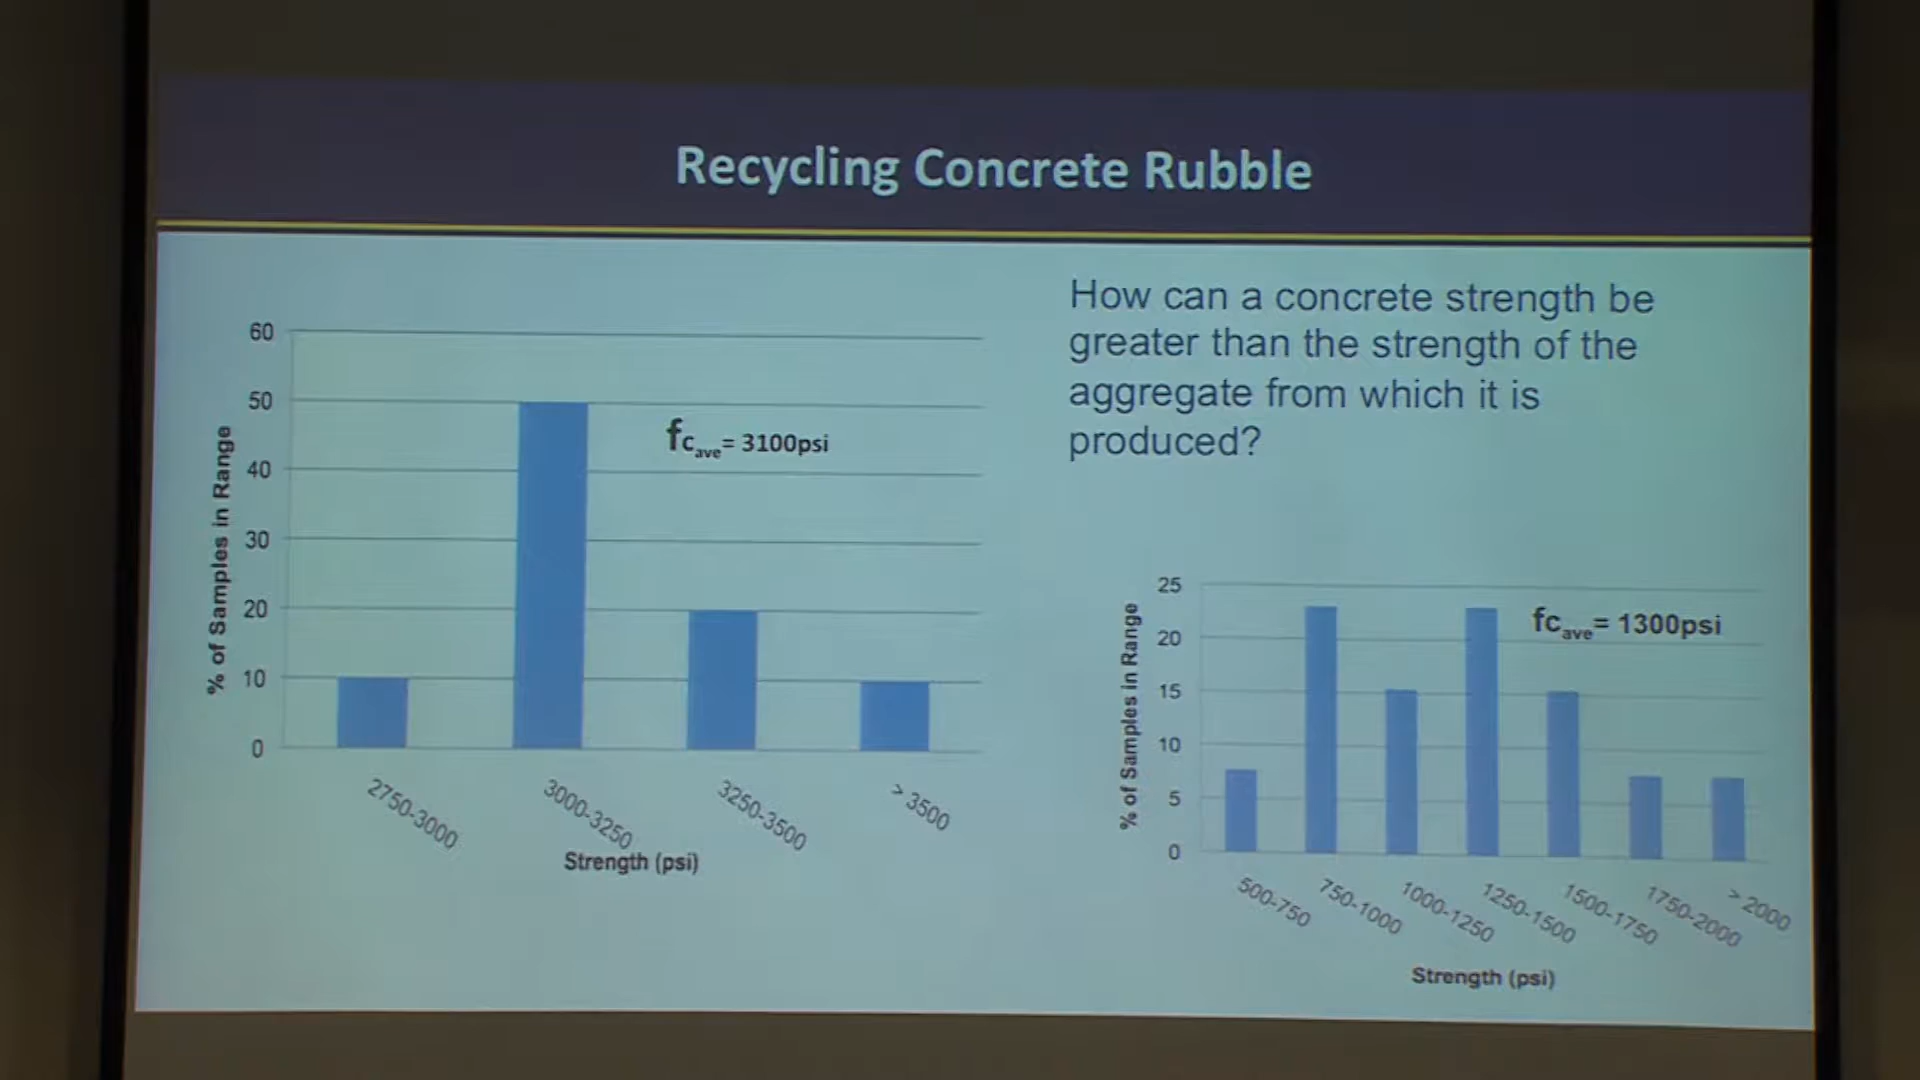 Recycling Concrete Rubble
How can a concrete strength be
greater than the strength of the
aggregate from which it is
produced?
60
50
40
30
20
10
0
% of Samples in Range
fcave= 3100psi
2750-3000
3000-3250
3250-3500
> 3500
Strength (psi)
25
20
15
10
5
0
% of Samples in Range
fcave= 1300psi
500-750
750-1000
1000-1250
1250-1500
1500-1750
1750-2000
> 2000
Strength (psi)